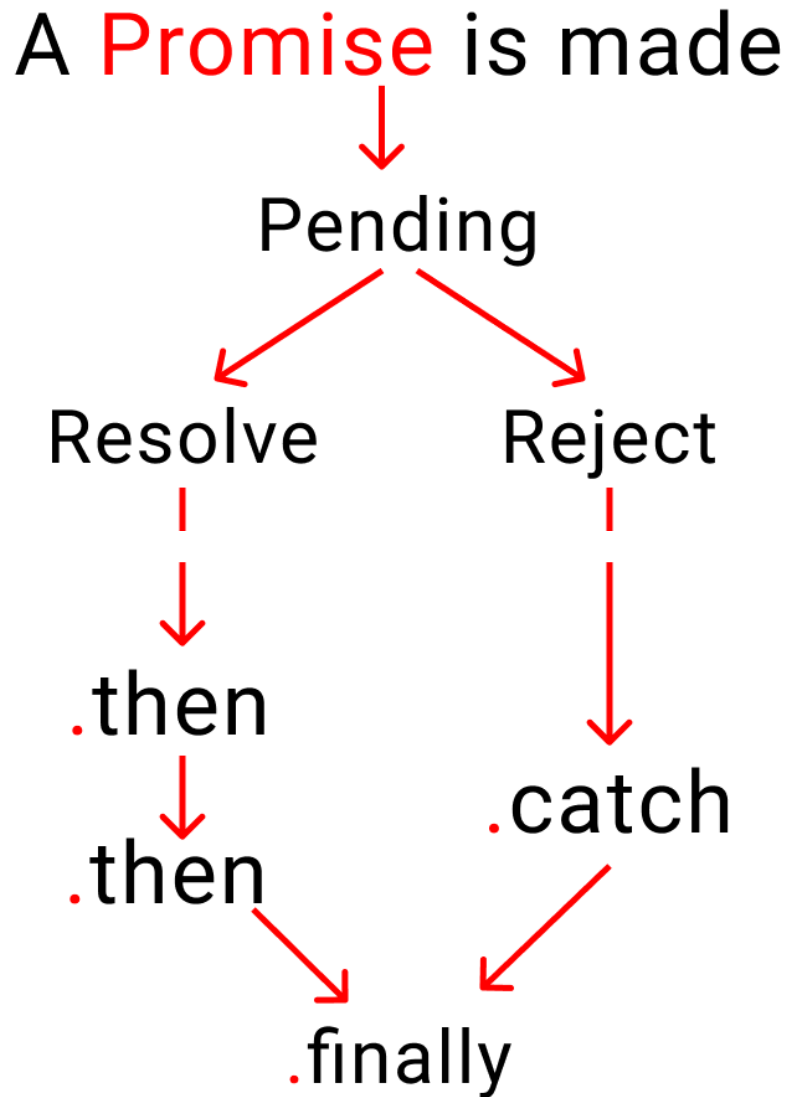 A Promise is made
Pending
Resolve
Reject
.then
.then
.catch
.finally